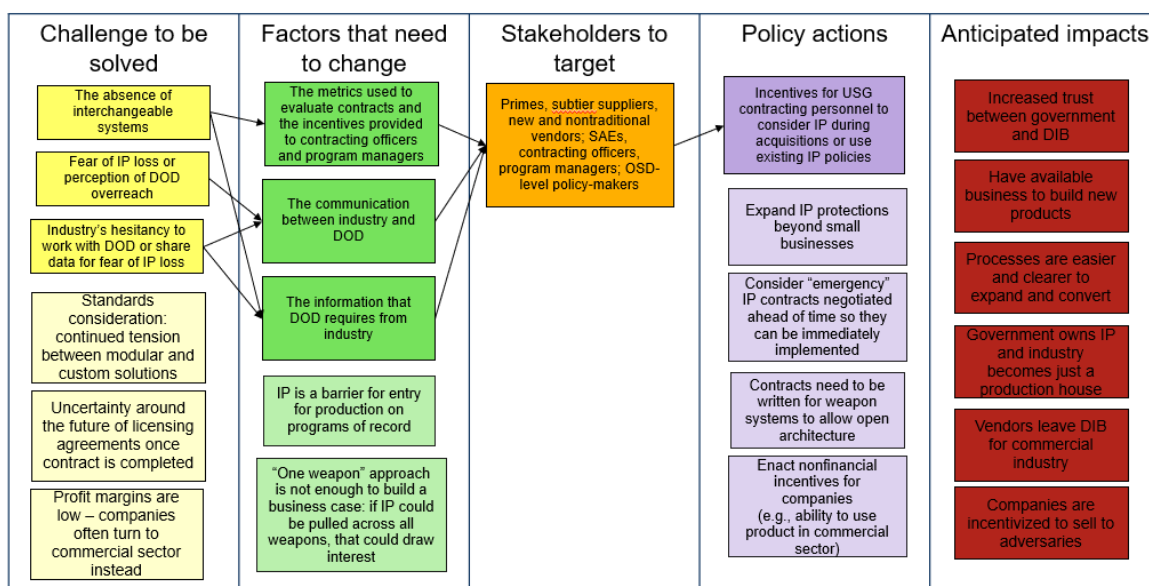 Challenge to be
solved
The absence of
interchangeable
systems
Fear of IP loss or
perception of DOD
overreach
Industry's hesitancy to
work with DOD or share
data for fear of IP loss
Standards
consideration:
continued tension
between modular and
custom solutions
Uncertainty around
the future of licensing
agreements once
contract is completed
Profit margins are
low – companies
often turn to
commercial sector
instead
Factors that need
to change
The metrics used to
evaluate contracts and
the incentives provided
to contracting officers
and program managers
The communication
between industry and
DOD
The information that
DOD requires from
industry
IP is a barrier for entry
for production on
programs of record
“One weapon” approach
is not enough to build a
business case: if IP could
be pulled across all
weapons, that could draw
interest
Stakeholders to
target
Primes, subtier suppliers,
new and nontraditional
vendors; SAEs,
contracting officers,
program managers; OSD-
level policy-makers
Policy actions
Incentives for USG
contracting personnel to
consider IP during
acquisitions or use
existing IP policies
Expand IP protections
beyond small
businesses
Consider “emergency”
IP contracts negotiated
ahead of time so they
can be immediately
implemented
Contracts need to be
written for weapon
systems to allow open
architecture
Enact nonfinancial
incentives for
companies
(e.g., ability to use
product in commercial
sector)
Anticipated impacts
Increased trust
between government
and DIB
Have available
business to build new
products
Processes are easier
and clearer to
expand and convert
Government owns IP
and industry
becomes just a
production house
Vendors leave DIB
for commercial
industry
Companies are
incentivized to sell to
adversaries